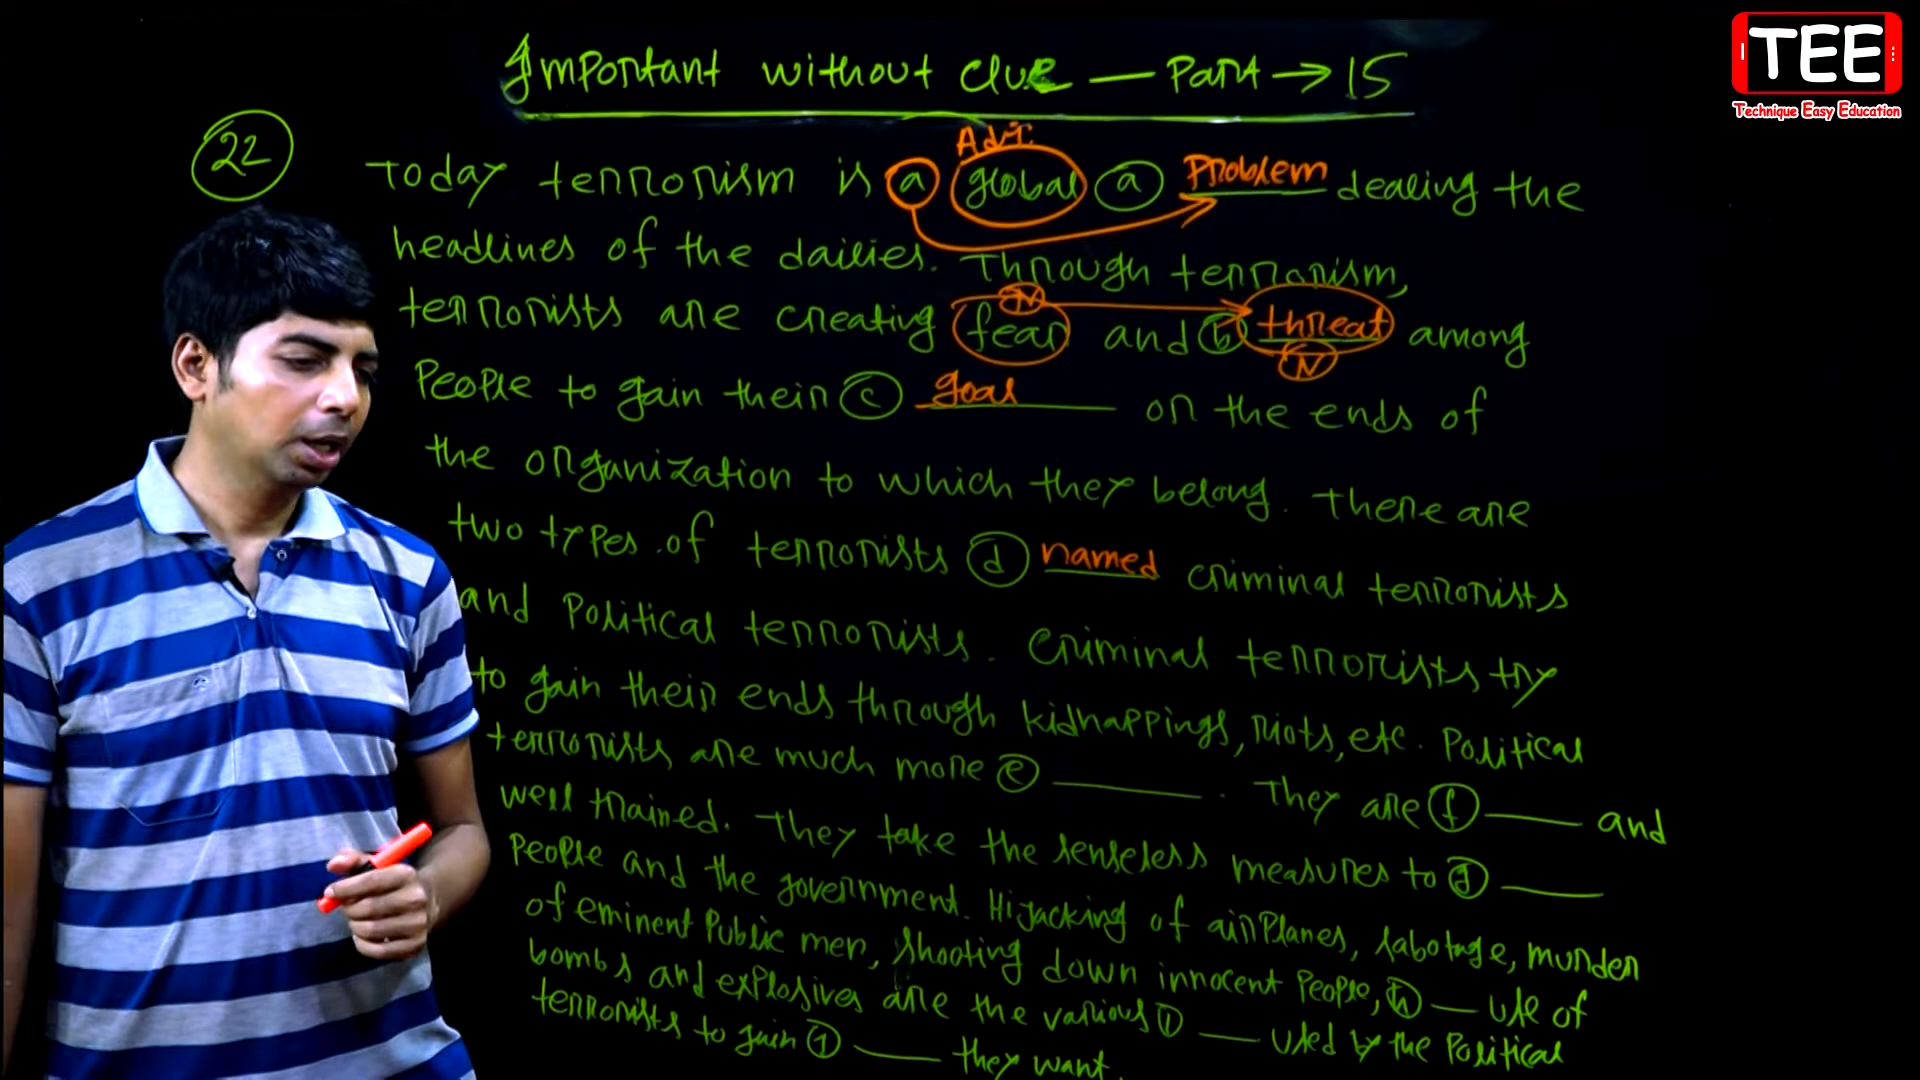 TEE
Technique Easy Education
Important without clue — Part → 15
22
Adj.
Today terrorism is a global (a) Problem dealing the
headlines of the dailies. Through terrorism,
N
terrorists are creating fear and (b) threat among
N
People to gain their (c) goal on the ends of
the organization to which they belong. There are
two types of terrorists (d) named criminal terrorists
and Political terrorists. Criminal terrorists try
to gain their ends through kidnappings, riots, etc. Political
terrorists are much more (e) ______. They are (f) ______ and
well trained. They take the senseless measures to (g) ______
People and the government. Hijacking of airplanes, sabotage, murder
of eminent public men, shooting down innocent people, (h) ___ use of
bombs and explosives are the various (i) ____ used by the Political
terrorists to gain (j) ____ they want.